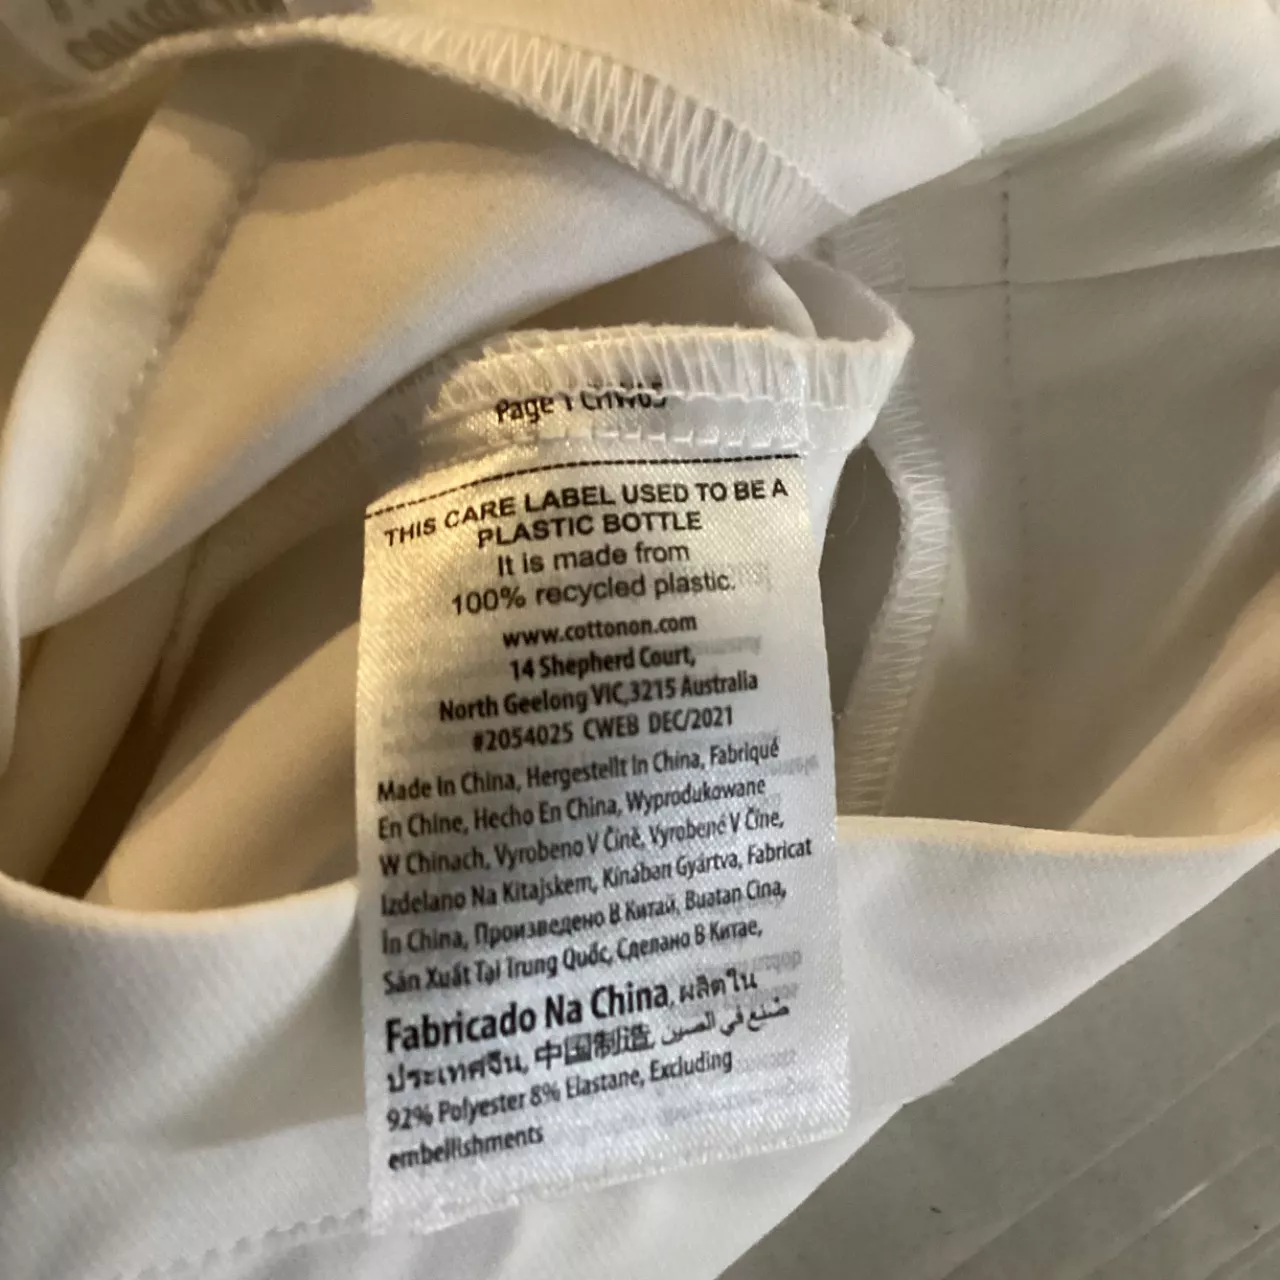 Page 1
THIS CARE LABEL USED TO BE A
PLASTIC BOTTLE
It is made from
100% recycled plastic.
www.cottonon.com
14 Shepherd Court,
North Geelong VIC,3215 Australia
#2054025 CWEB DEC/2021
Made In China, Hergestellt In China, Fabriqué
En Chine, Hecho En China, Wyprodukowane
W Chinach, Vyrobeno V Číně, Vyrobené V Číne,
Izdelano Na Kitajskem, Kínában Gyártva, Fabricat
În China, Произведено В Китай, Buatan Cina,
Sản Xuất Tại Trung Quốc, Сделано В Китае,
Fabricado Na China, ผลิตใน
ประเทศจีน, 中国制造, صنع في الصين
92% Polyester 8% Elastane, Excluding
embellishments